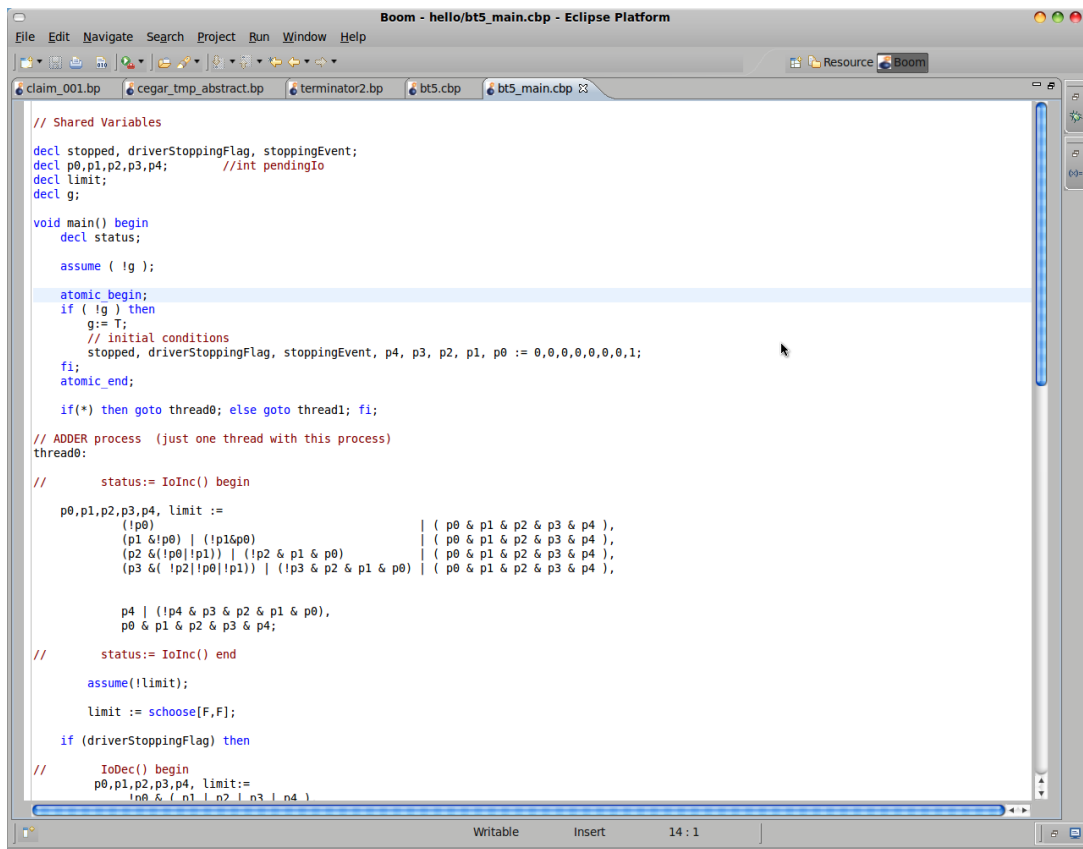 Boom - hello/bt5_main.cbp - Eclipse Platform
File Edit Navigate Search Project Run Window Help
Resource Boom
claim_001.bp cegar_tmp_abstract.bp terminator2.bp bt5.cbp bt5_main.cbp
// Shared Variables
decl stopped, driverStoppingFlag, stoppingEvent;
decl p0,p1,p2,p3,p4; //int pendingIo
decl limit;
decl g;
void main() begin
decl status;
assume ( !g );
atomic_begin;
if ( !g ) then
g:= T;
// initial conditions
stopped, driverStoppingFlag, stoppingEvent, p4, p3, p2, p1, p0 := 0,0,0,0,0,0,0,1;
fi;
atomic_end;
if(*) then goto thread0; else goto thread1; fi;
// ADDER process (just one thread with this process)
thread0:
// status:= IoInc() begin
p0,p1,p2,p3,p4, limit :=
(!p0) | ( p0 & p1 & p2 & p3 & p4 ),
(p1 &!p0) | (!p1&p0) | ( p0 & p1 & p2 & p3 & p4 ),
(p2 &(!p0|!p1)) | (!p2 & p1 & p0) | ( p0 & p1 & p2 & p3 & p4 ),
(p3 &( !p2|!p0|!p1)) | (!p3 & p2 & p1 & p0) | ( p0 & p1 & p2 & p3 & p4 ),
p4 | (!p4 & p3 & p2 & p1 & p0),
p0 & p1 & p2 & p3 & p4;
// status:= IoInc() end
assume(!limit);
limit := schoose[F,F];
if (driverStoppingFlag) then
// IoDec() begin
p0,p1,p2,p3,p4, limit:=
!p0 & ( p1 | p2 | p3 | p4 )
Writable Insert 14 : 1